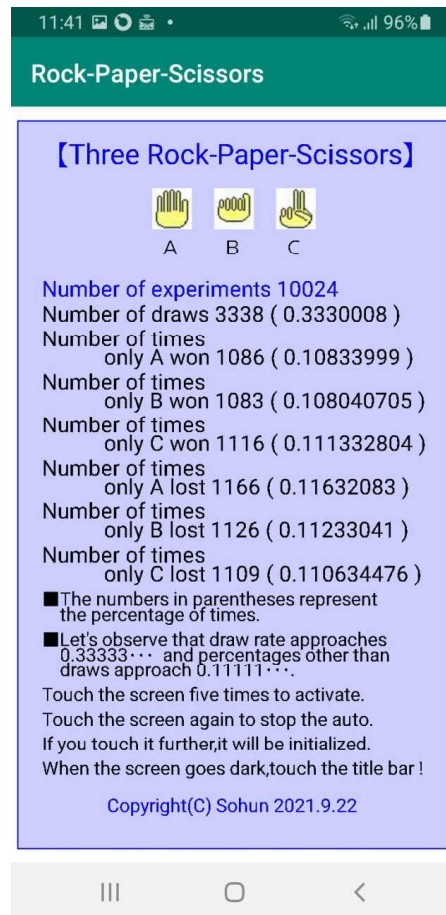 11:41 96%
Rock-Paper-Scissors
【Three Rock-Paper-Scissors】
A B C
Number of experiments 10024
Number of draws 3338 ( 0.3330008 )
Number of times
only A won 1086 ( 0.10833999 )
Number of times
only B won 1083 ( 0.108040705 )
Number of times
only C won 1116 ( 0.111332804 )
Number of times
only A lost 1166 ( 0.11632083 )
Number of times
only B lost 1126 ( 0.11233041 )
Number of times
only C lost 1109 ( 0.110634476 )
■The numbers in parentheses represent
the percentage of times.
■Let's observe that draw rate approaches
0.33333··· and percentages other than
draws approach 0.11111···.
Touch the screen five times to activate.
Touch the screen again to stop the auto.
If you touch it further,it will be initialized.
When the screen goes dark,touch the title bar !
Copyright(C) Sohun 2021.9.22